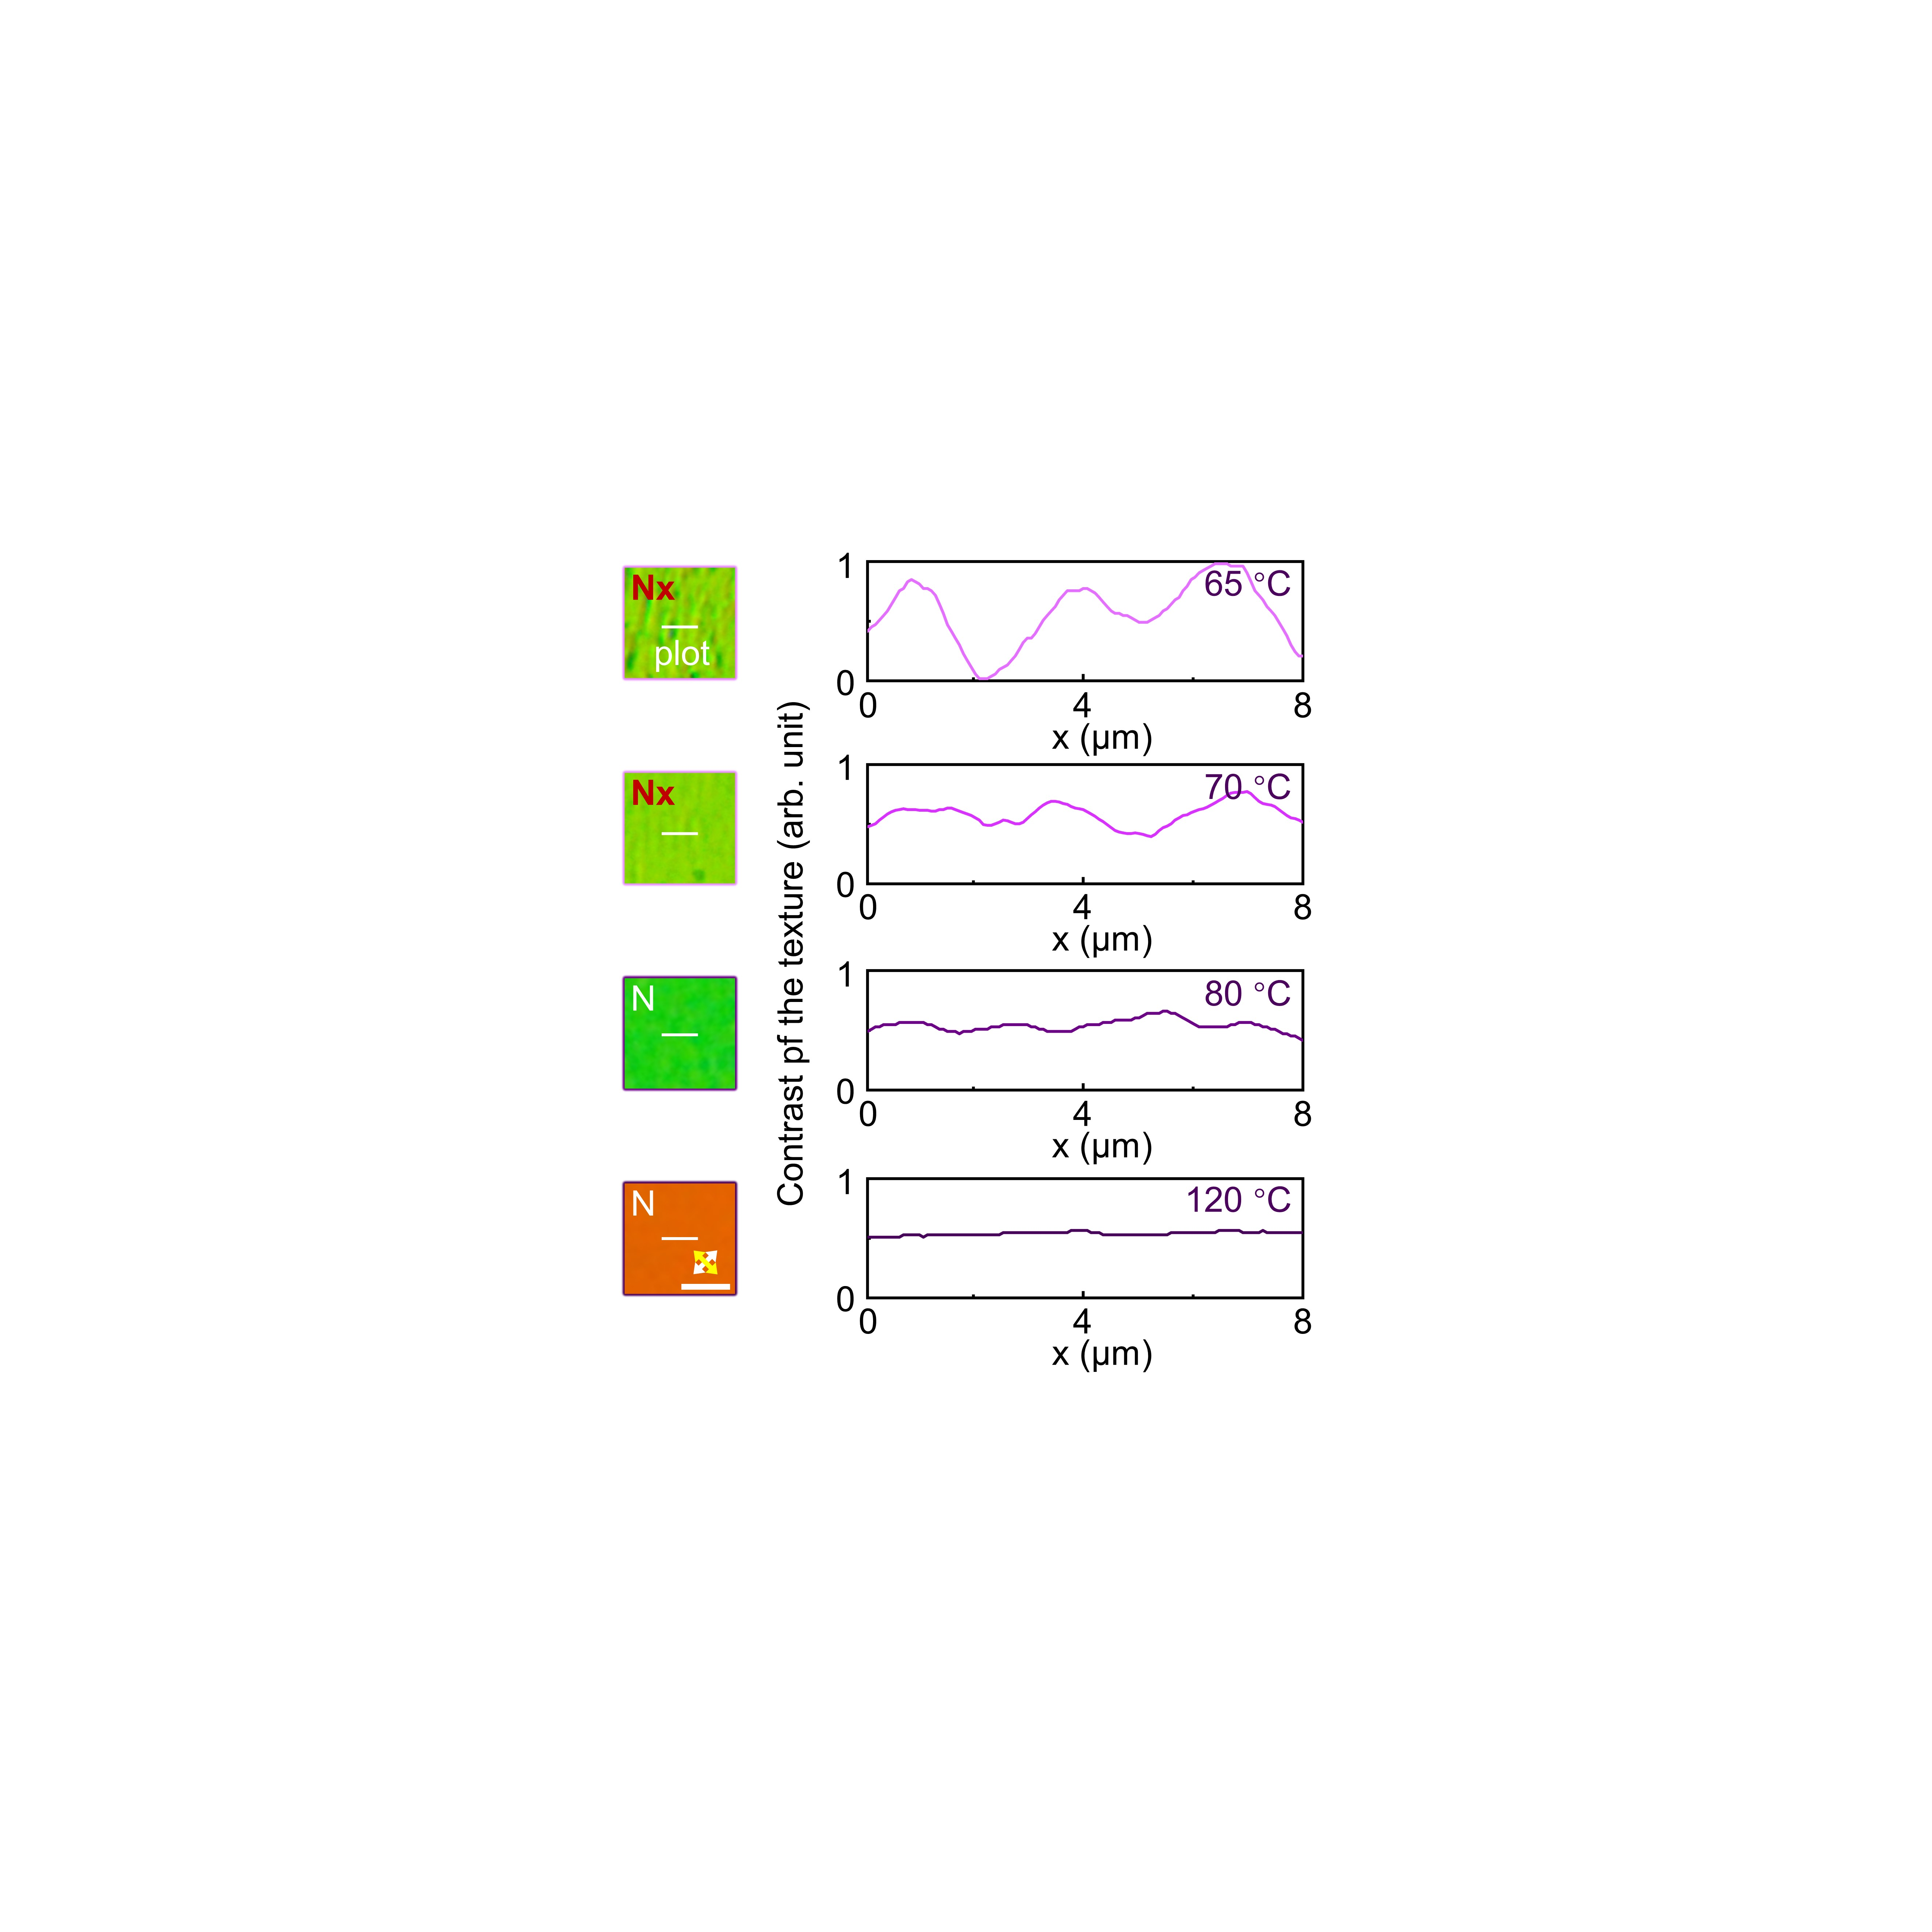 Nx
plot
Contrast pf the texture (arb. unit)
1
65 °C
0
0 4 8
x (μm)
Nx
1
70 °C
0
0 4 8
x (μm)
N
1
80 °C
0
0 4 8
x (μm)
N
1
120 °C
0
0 4 8
x (μm)